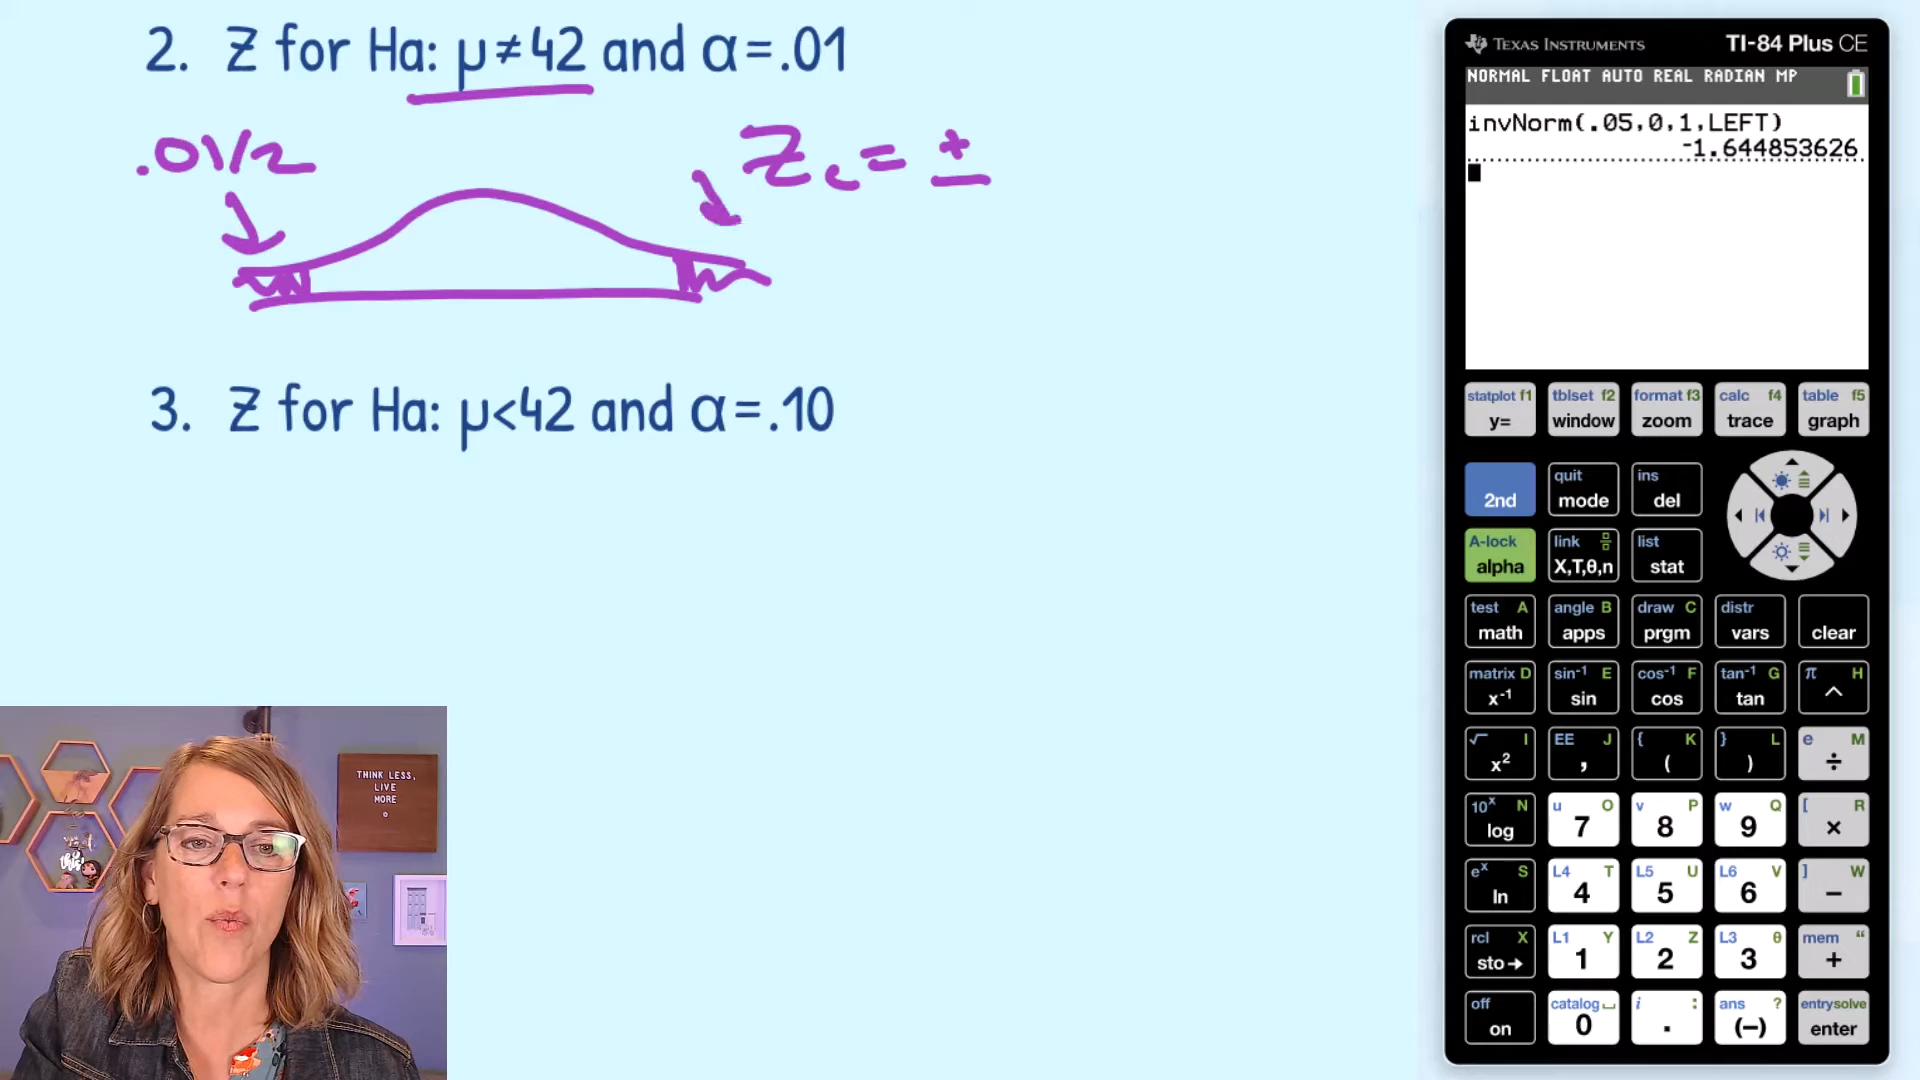 2. Z for Ha: μ≠42 and α=.01
.01/2
Zc = ±
3. Z for Ha: μ<42 and α=.10
THINK LESS,
LIVE
MORE
TEXAS INSTRUMENTS TI-84 Plus CE
NORMAL FLOAT AUTO REAL RADIAN MP
invNorm(.05,0,1,LEFT)
-1.644853626
statplot f1 tblset f2 format f3 calc f4 table f5
y= window zoom trace graph
quit ins
2nd mode del
A-lock link list
alpha X,T,θ,n stat
test A angle B draw C distr
math apps prgm vars clear
matrix D sin⁻¹ E cos⁻¹ F tan⁻¹ G π H
x⁻¹ sin cos tan ^
√ I EE J { K } L e M
x² , ( ) ÷
10ˣ N u O v P w Q [ R
log 7 8 9 ×
eˣ S L4 T L5 U L6 V ] W
ln 4 5 6 −
rcl X L1 Y L2 Z L3 θ mem “
sto→ 1 2 3 +
off catalog i : ans ? entry solve
on 0 . (−) enter